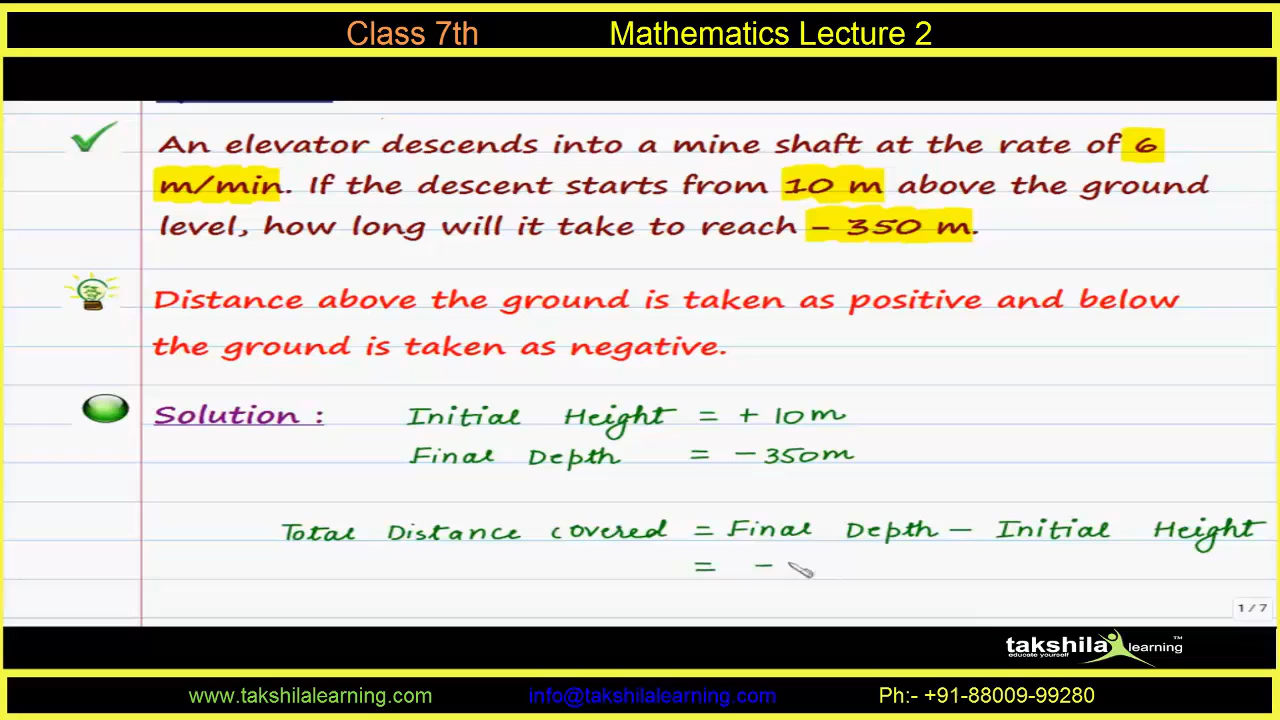 Class 7th Mathematics Lecture 2
An elevator descends into a mine shaft at the rate of 6
m/min. If the descent starts from 10 m above the ground
level, how long will it take to reach – 350 m.
Distance above the ground is taken as positive and below
the ground is taken as negative.
Solution : Initial Height = + 10 m
Final Depth = – 350m
Total Distance covered = Final Depth – Initial Height
= –
1 / 7
takshila learning™
educate yourself
www.takshilalearning.com info@takshilalearning.com Ph:- +91-88009-99280